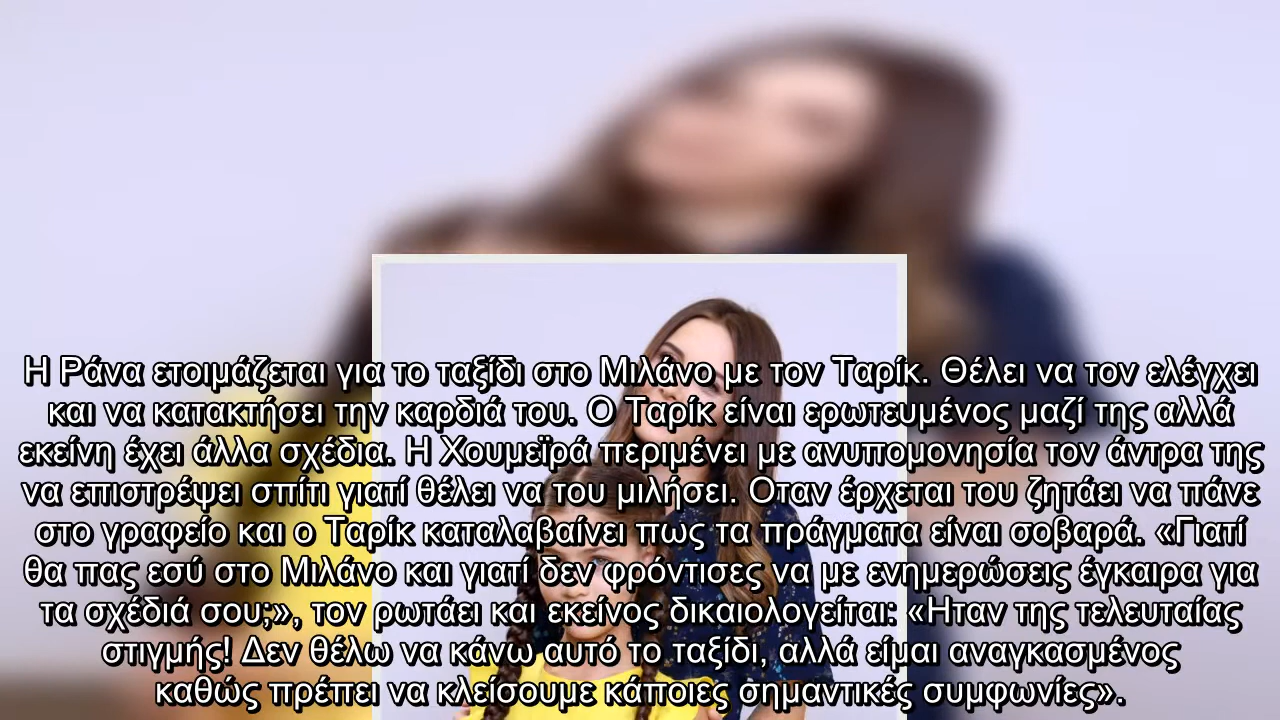 Η Ράνα ετοιμάζεται για το ταξίδι στο Μιλάνο με τον Ταρίκ. Θέλει να τον ελέγχει
και να κατακτήσει την καρδιά του. Ο Ταρίκ είναι ερωτευμένος μαζί της αλλά
εκείνη έχει άλλα σχέδια. Η Χουμεϊρά περιμένει με ανυπομονησία τον άντρα της
να επιστρέψει σπίτι γιατί θέλει να του μιλήσει. Οταν έρχεται του ζητάει να πάνε
στο γραφείο και ο Ταρίκ καταλαβαίνει πως τα πράγματα είναι σοβαρά. «Γιατί
θα πας εσύ στο Μιλάνο και γιατί δεν φρόντισες να με ενημερώσεις έγκαιρα για
τα σχέδιά σου;», τον ρωτάει και εκείνος δικαιολογείται: «Ηταν της τελευταίας
στιγμής! Δεν θέλω να κάνω αυτό το ταξίδι, αλλά είμαι αναγκασμένος
καθώς πρέπει να κλείσουμε κάποιες σημαντικές συμφωνίες».